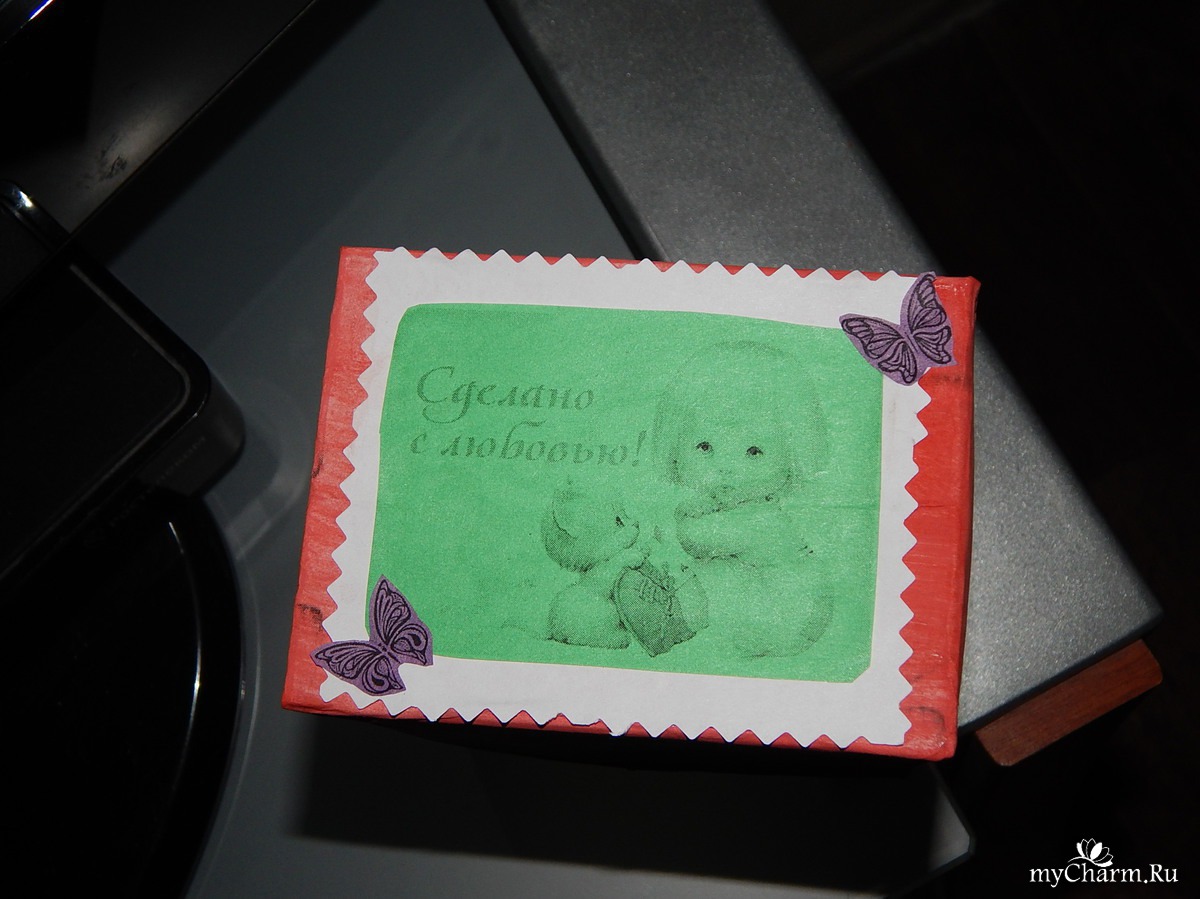 Сделано
с любовью!
myCharm.Ru